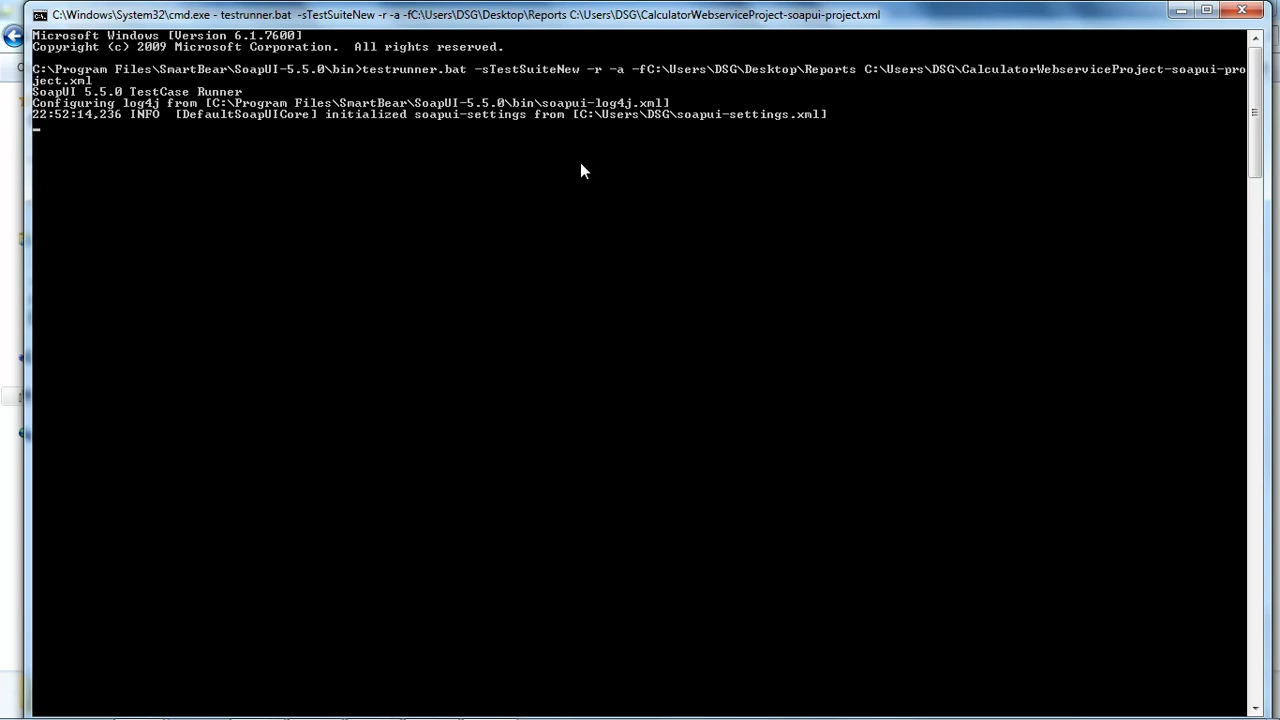 C:\Windows\System32\cmd.exe - testrunner.bat  -sTestSuiteNew -r -a -fC:\Users\DSG\Desktop\Reports C:\Users\DSG\CalculatorWebserviceProject-soapui-project.xml
Microsoft Windows [Version 6.1.7600]
Copyright (c) 2009 Microsoft Corporation.  All rights reserved.
C:\Program Files\SmartBear\SoapUI-5.5.0\bin>testrunner.bat -sTestSuiteNew -r -a -fC:\Users\DSG\Desktop\Reports C:\Users\DSG\CalculatorWebserviceProject-soapui-pro
ject.xml
SoapUI 5.5.0 TestCase Runner
Configuring log4j from [C:\Program Files\SmartBear\SoapUI-5.5.0\bin\soapui-log4j.xml]
22:52:14,236 INFO  [DefaultSoapUICore] initialized soapui-settings from [C:\Users\DSG\soapui-settings.xml]